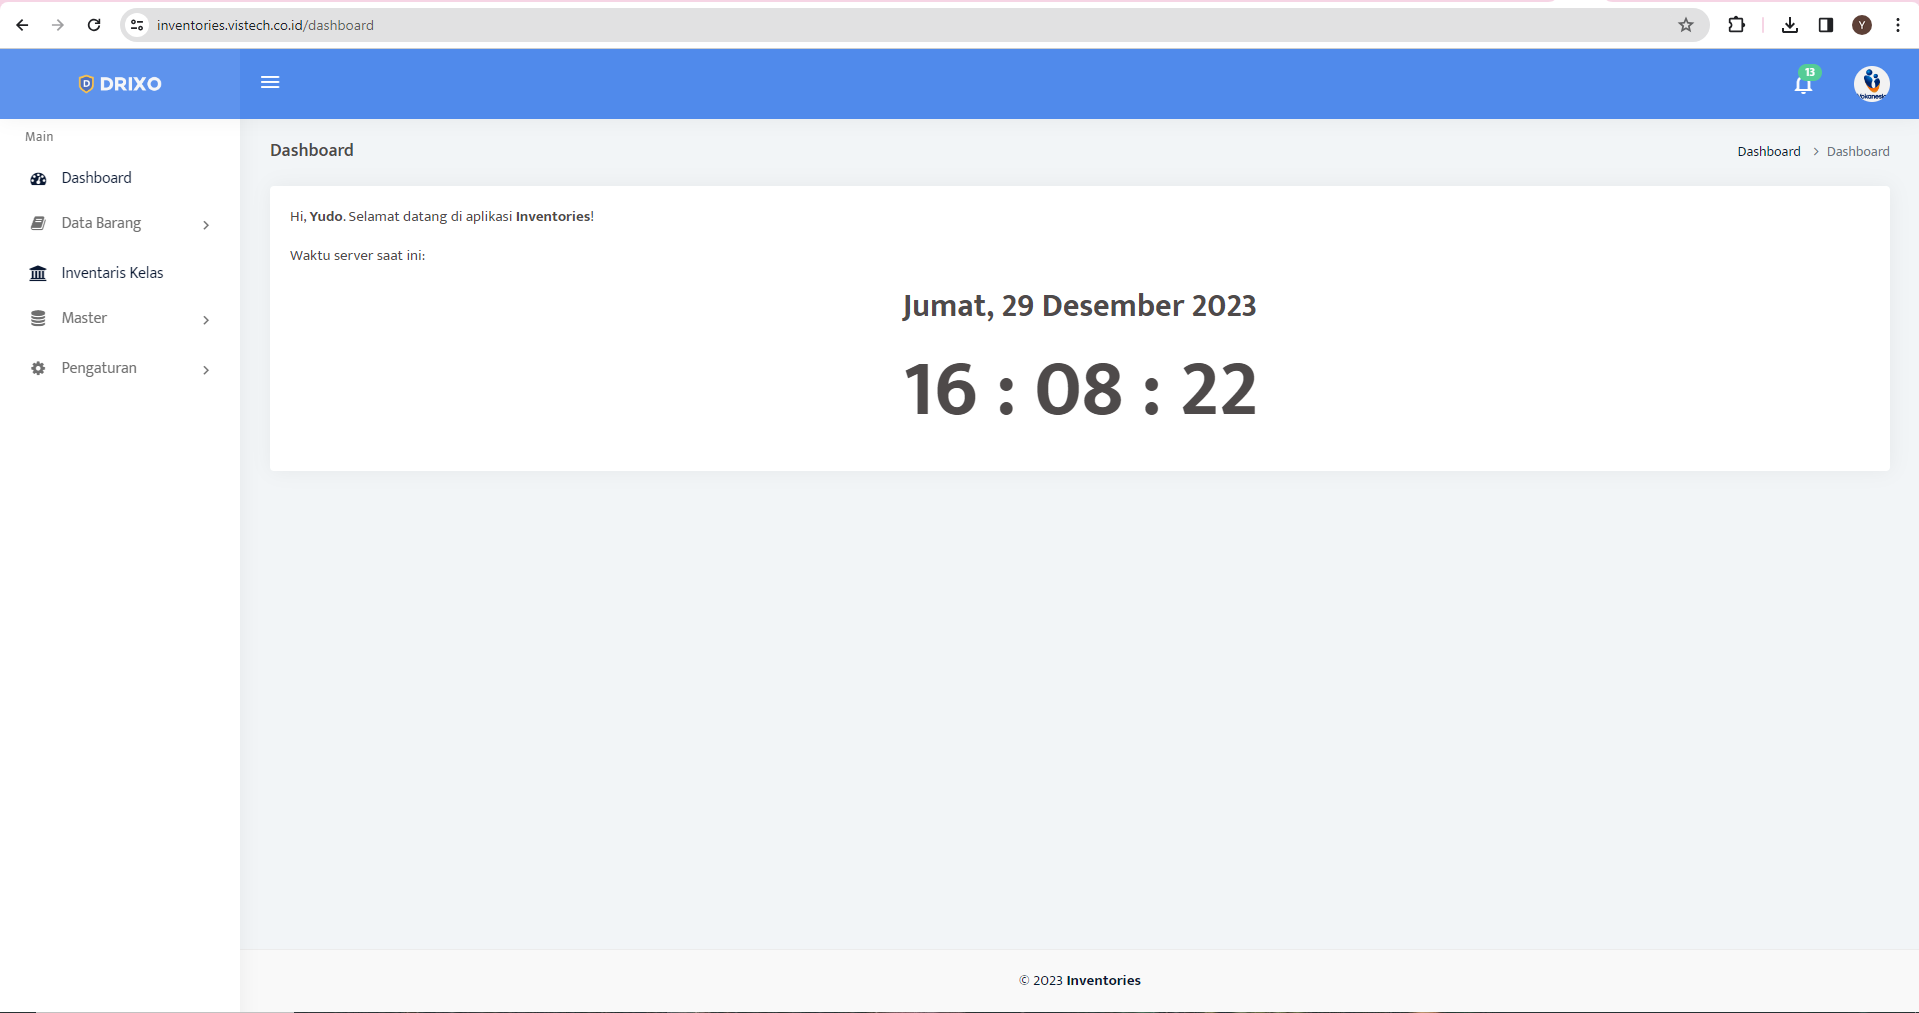 inventories.vistech.co.id/dashboard
Y
DRIXO
13
Main
Dashboard
Data Barang
Inventaris Kelas
Master
Pengaturan
Dashboard
Dashboard > Dashboard
Hi, Yudo. Selamat datang di aplikasi Inventories!
Waktu server saat ini:
Jumat, 29 Desember 2023
16 : 08 : 22
© 2023 Inventories